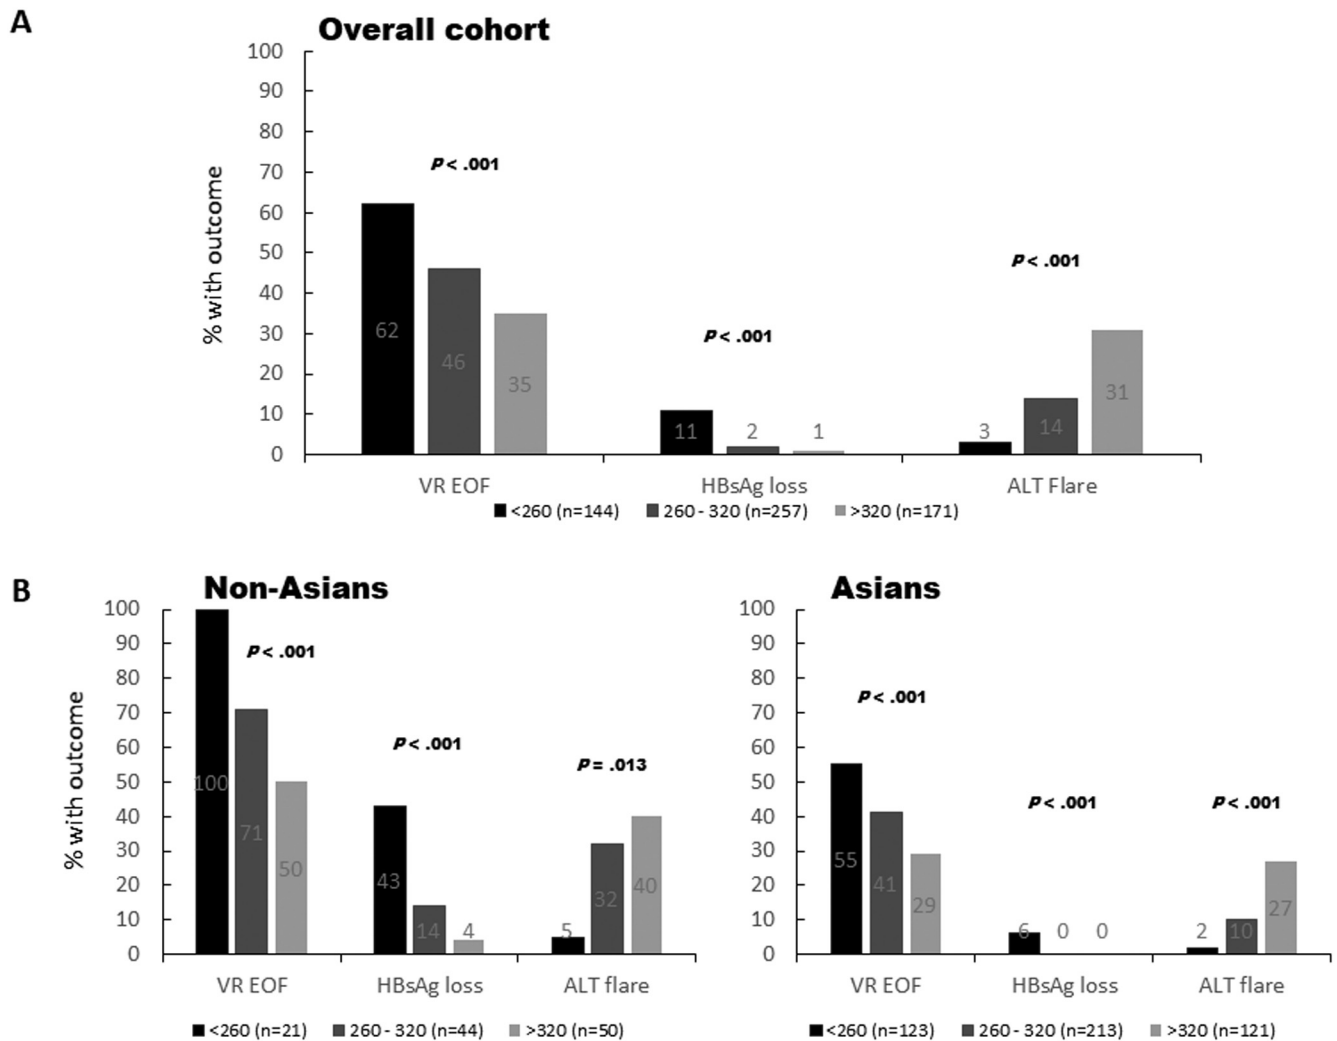 A
Overall cohort
100
90
80
70
60
50
40
30
20
10
0
% with outcome
P < .001
P < .001
P < .001
62
46
35
11
2
1
3
14
31
VR EOF
HBsAg loss
ALT Flare
<260 (n=144)
260 - 320 (n=257)
>320 (n=171)
B
Non-Asians
100
90
80
70
60
50
40
30
20
10
0
% with outcome
P < .001
P < .001
P = .013
100
71
50
43
14
4
5
32
40
VR EOF
HBsAg loss
ALT flare
<260 (n=21)
260 - 320 (n=44)
>320 (n=50)
Asians
100
90
80
70
60
50
40
30
20
10
0
% with outcome
P < .001
P < .001
P < .001
55
41
29
6
0
0
2
10
27
VR EOF
HBsAg loss
ALT flare
<260 (n=123)
260 - 320 (n=213)
>320 (n=121)